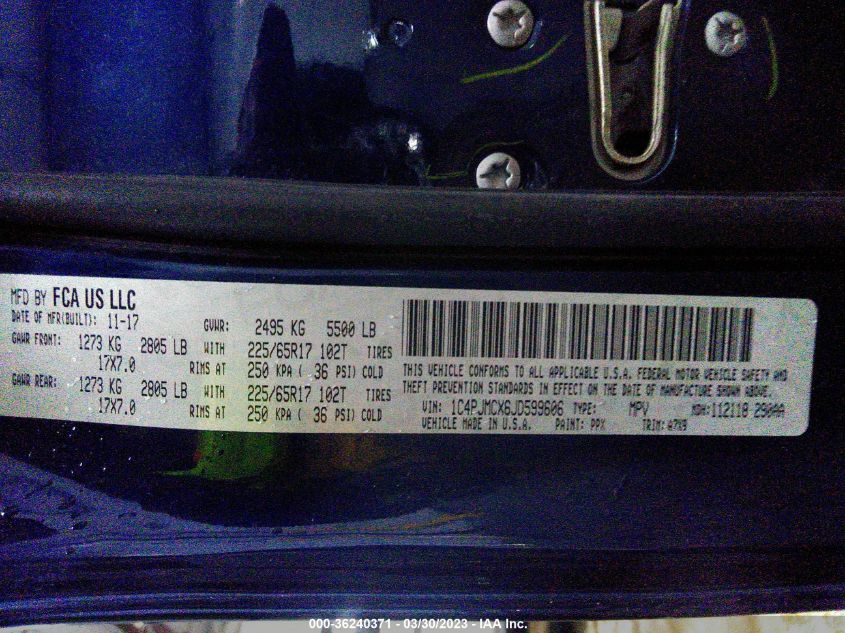 MFD BY FCA US LLC
DATE OF MFR(BUILT): 11-17 GVWR: 2495 KG 5500 LB
GAWR FRONT: 1273 KG 2805 LB WITH 225/65R17 102T TIRES
17X7.0 RIMS AT 250 KPA ( 36 PSI) COLD
GAWR REAR: 1273 KG 2805 LB WITH 225/65R17 102T TIRES
17X7.0 RIMS AT 250 KPA ( 36 PSI) COLD
THIS VEHICLE CONFORMS TO ALL APPLICABLE U.S.A. FEDERAL MOTOR VEHICLE SAFETY AND
THEFT PREVENTION STANDARDS IN EFFECT ON THE DATE OF MANUFACTURE SHOWN ABOVE.
VIN: 1C4PJMCX6JD599606 TYPE: MPV MDH: 112118 290AA
VEHICLE MADE IN U.S.A. PAINT: PPX TRIM: A7X9
000-36240371 - 03/30/2023 - IAA Inc.